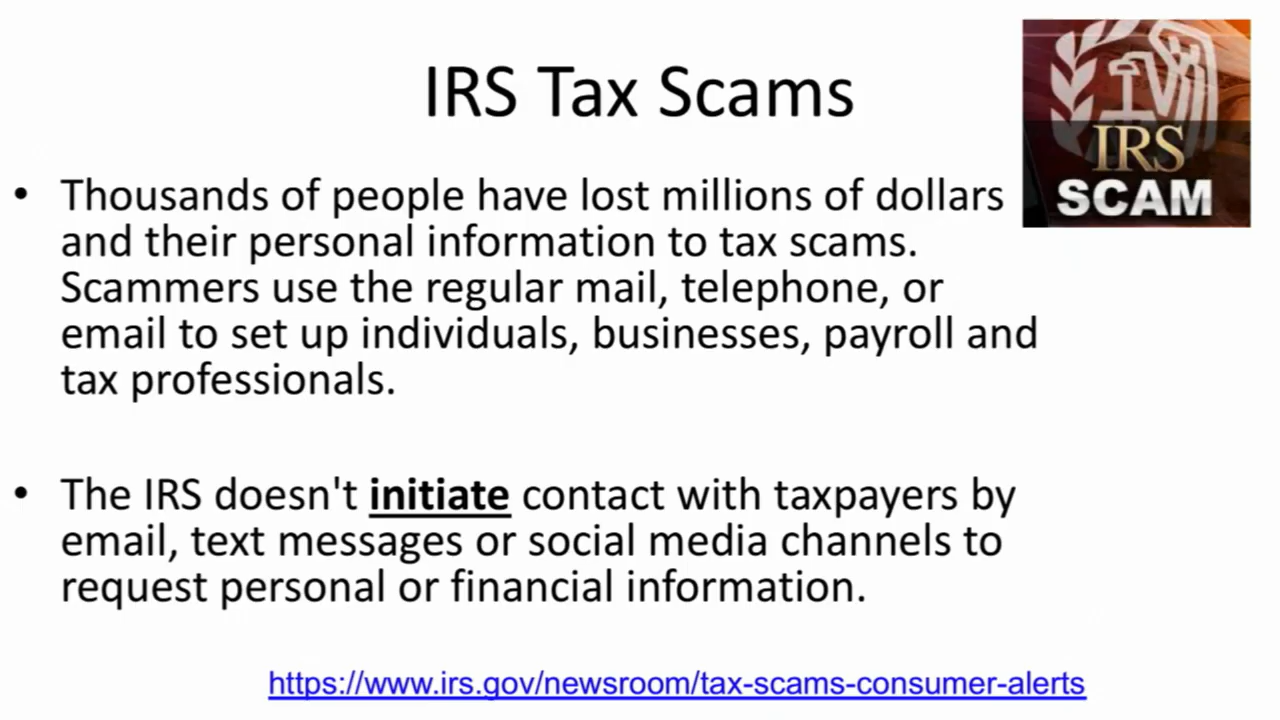 IRS Tax Scams
IRS
SCAM
• Thousands of people have lost millions of dollars
and their personal information to tax scams.
Scammers use the regular mail, telephone, or
email to set up individuals, businesses, payroll and
tax professionals.
• The IRS doesn't initiate contact with taxpayers by
email, text messages or social media channels to
request personal or financial information.
https://www.irs.gov/newsroom/tax-scams-consumer-alerts